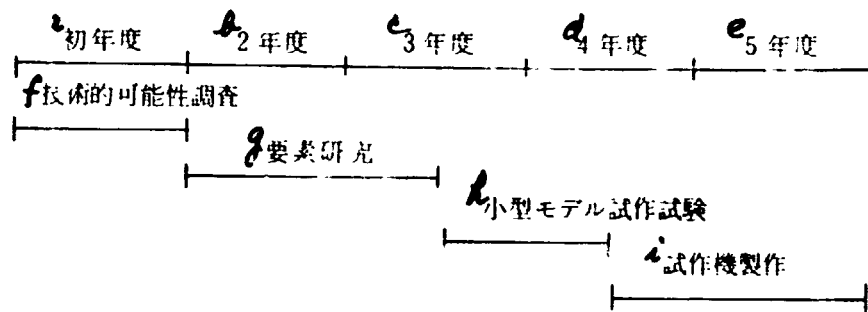 a初年度 b2年度 c3年度 d4年度 e5年度
f技術的可能性調査
g要素研究
h小型モデル試作試験
i試作機製作